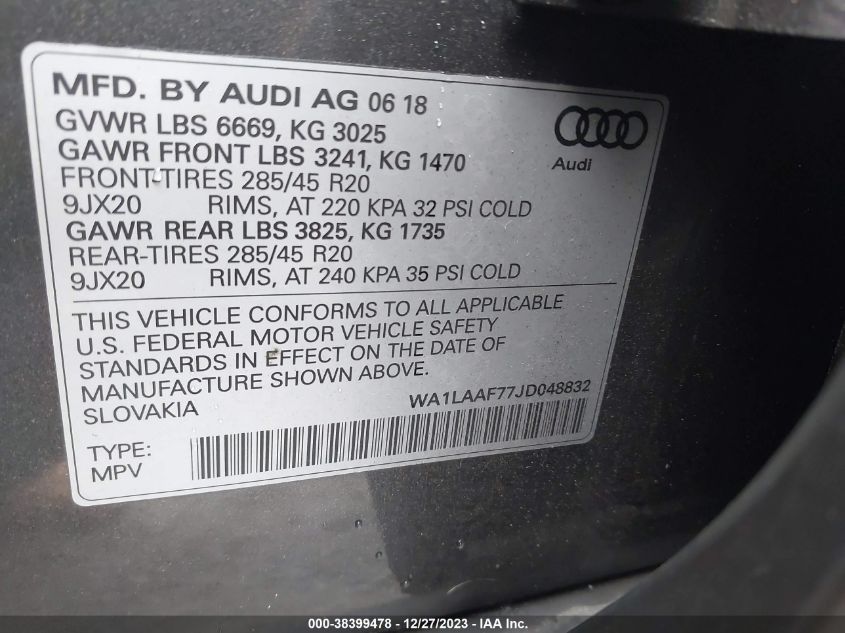 MFD. BY AUDI AG 06 18
GVWR LBS 6669, KG 3025
GAWR FRONT LBS 3241, KG 1470
FRONT-TIRES 285/45 R20
9JX20 RIMS, AT 220 KPA 32 PSI COLD
GAWR REAR LBS 3825, KG 1735
REAR-TIRES 285/45 R20
9JX20 RIMS, AT 240 KPA 35 PSI COLD
Audi
THIS VEHICLE CONFORMS TO ALL APPLICABLE
U.S. FEDERAL MOTOR VEHICLE SAFETY
STANDARDS IN EFFECT ON THE DATE OF
MANUFACTURE SHOWN ABOVE.
SLOVAKIA
WA1LAAF77JD048832
TYPE:
MPV
000-38399478 - 12/27/2023 - IAA Inc.